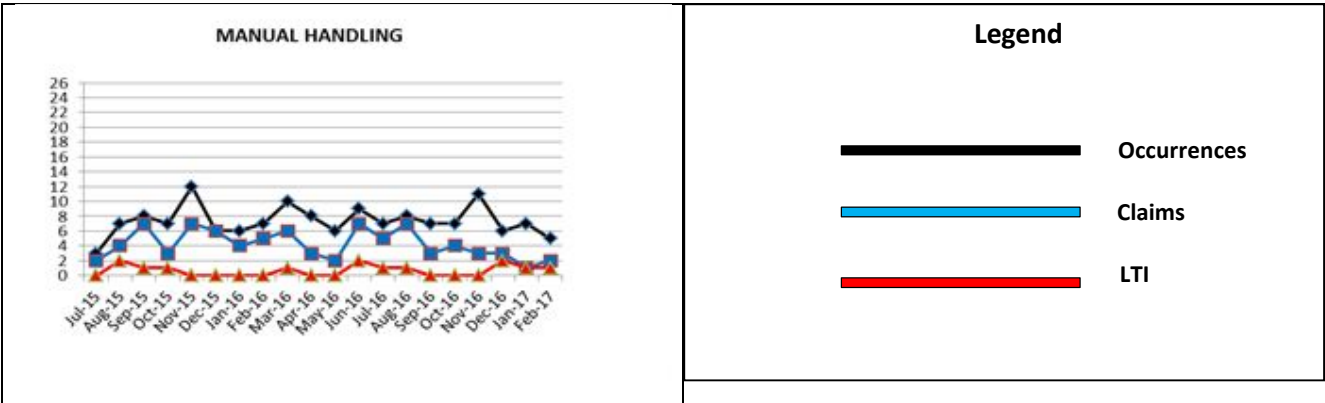 MANUAL HANDLING
26
24
22
20
18
16
14
12
10
8
6
4
2
0
Jul-15
Aug-15
Sep-15
Oct-15
Nov-15
Dec-15
Jan-16
Feb-16
Mar-16
Apr-16
May-16
Jun-16
Jul-16
Aug-16
Sep-16
Oct-16
Nov-16
Dec-16
Jan-17
Feb-17
Legend
Occurrences
Claims
LTI